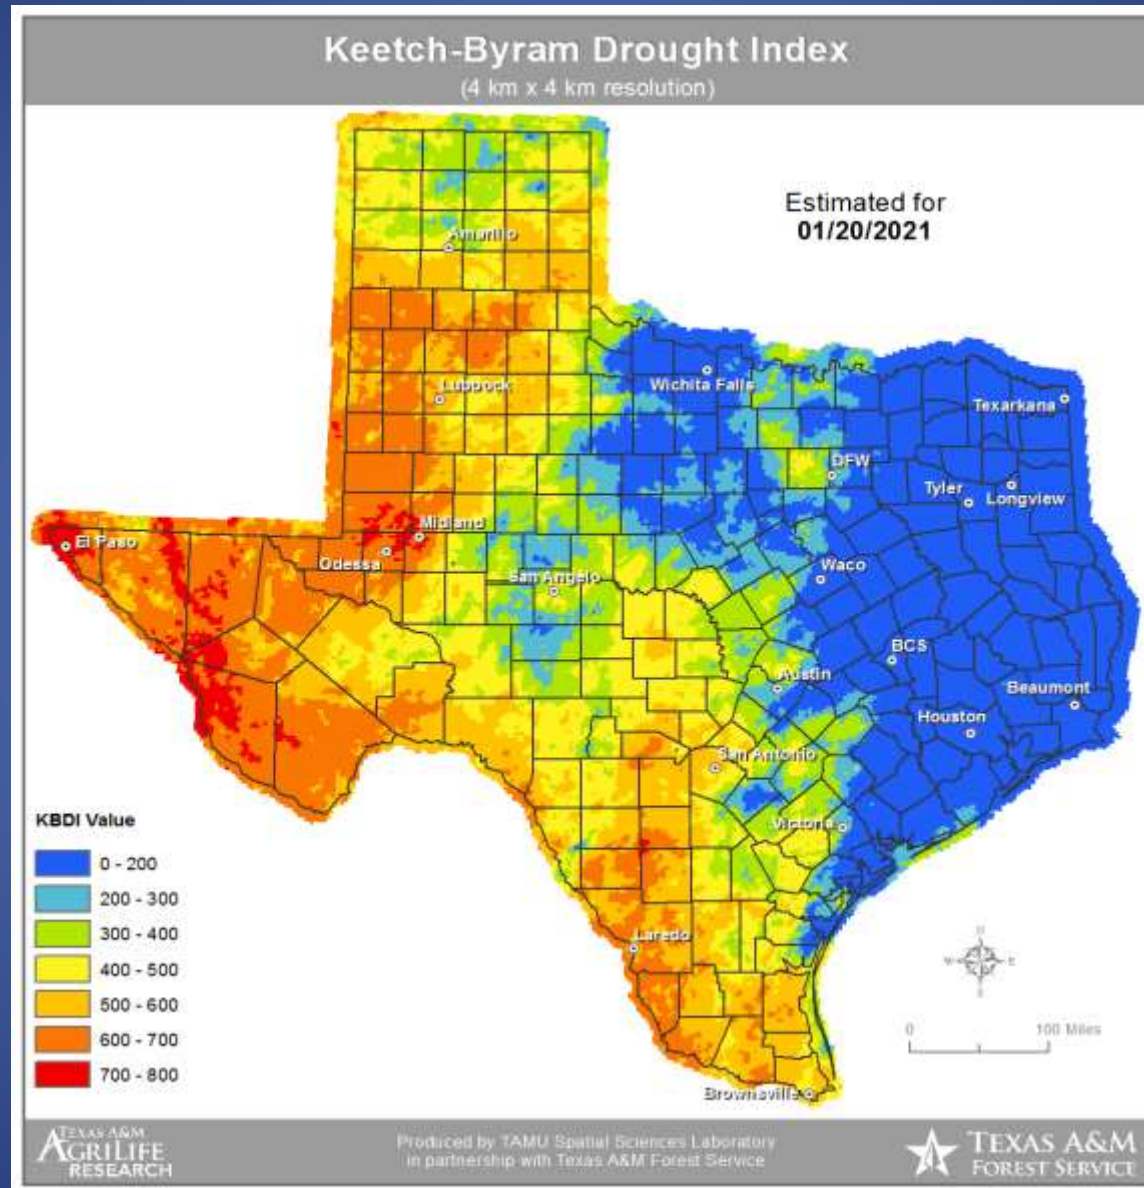 Keetch-Byram Drought Index
(4 km x 4 km resolution)
Estimated for
01/20/2021
Amarillo
Lubbock
Wichita Falls
Texarkana
DFW
Tyler
Longview
Midland
El Paso
Odessa
San Angelo
Waco
BCS
Austin
Beaumont
Houston
San Antonio
Victoria
Laredo
Brownsville
KBDI Value
0 - 200
200 - 300
300 - 400
400 - 500
500 - 600
600 - 700
700 - 800
W
E
S
0
100 Miles
TEXAS A&M
AGRILIFE
RESEARCH
Produced by TAMU Spatial Sciences Laboratory
in partnership with Texas A&M Forest Service
TEXAS A&M
FOREST SERVICE